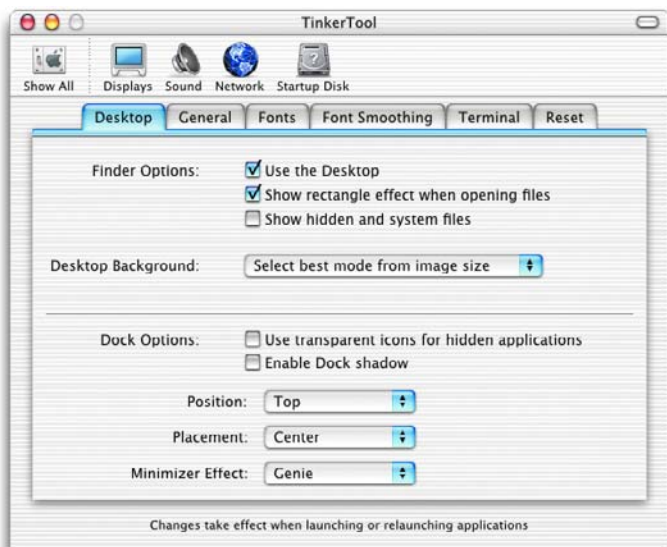 TinkerTool
Show All Displays Sound Network Startup Disk
Desktop General Fonts Font Smoothing Terminal Reset
Finder Options: Use the Desktop
Show rectangle effect when opening files
Show hidden and system files
Desktop Background: Select best mode from image size
Dock Options: Use transparent icons for hidden applications
Enable Dock shadow
Position: Top
Placement: Center
Minimizer Effect: Genie
Changes take effect when launching or relaunching applications